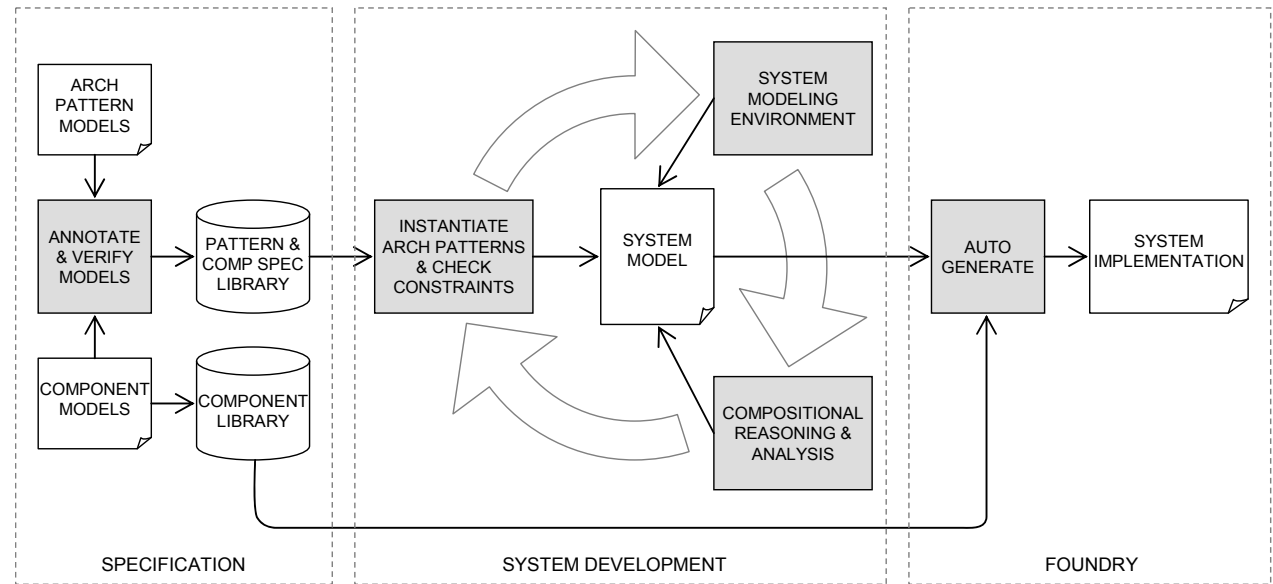 ARCH
PATTERN
MODELS
ANNOTATE
& VERIFY
MODELS
PATTERN &
COMP SPEC
LIBRARY
COMPONENT
MODELS
COMPONENT
LIBRARY
SPECIFICATION
INSTANTIATE
ARCH PATTERNS
& CHECK
CONSTRAINTS
SYSTEM
MODEL
SYSTEM
MODELING
ENVIRONMENT
COMPOSITIONAL
REASONING &
ANALYSIS
SYSTEM DEVELOPMENT
AUTO
GENERATE
SYSTEM
IMPLEMENTATION
FOUNDRY